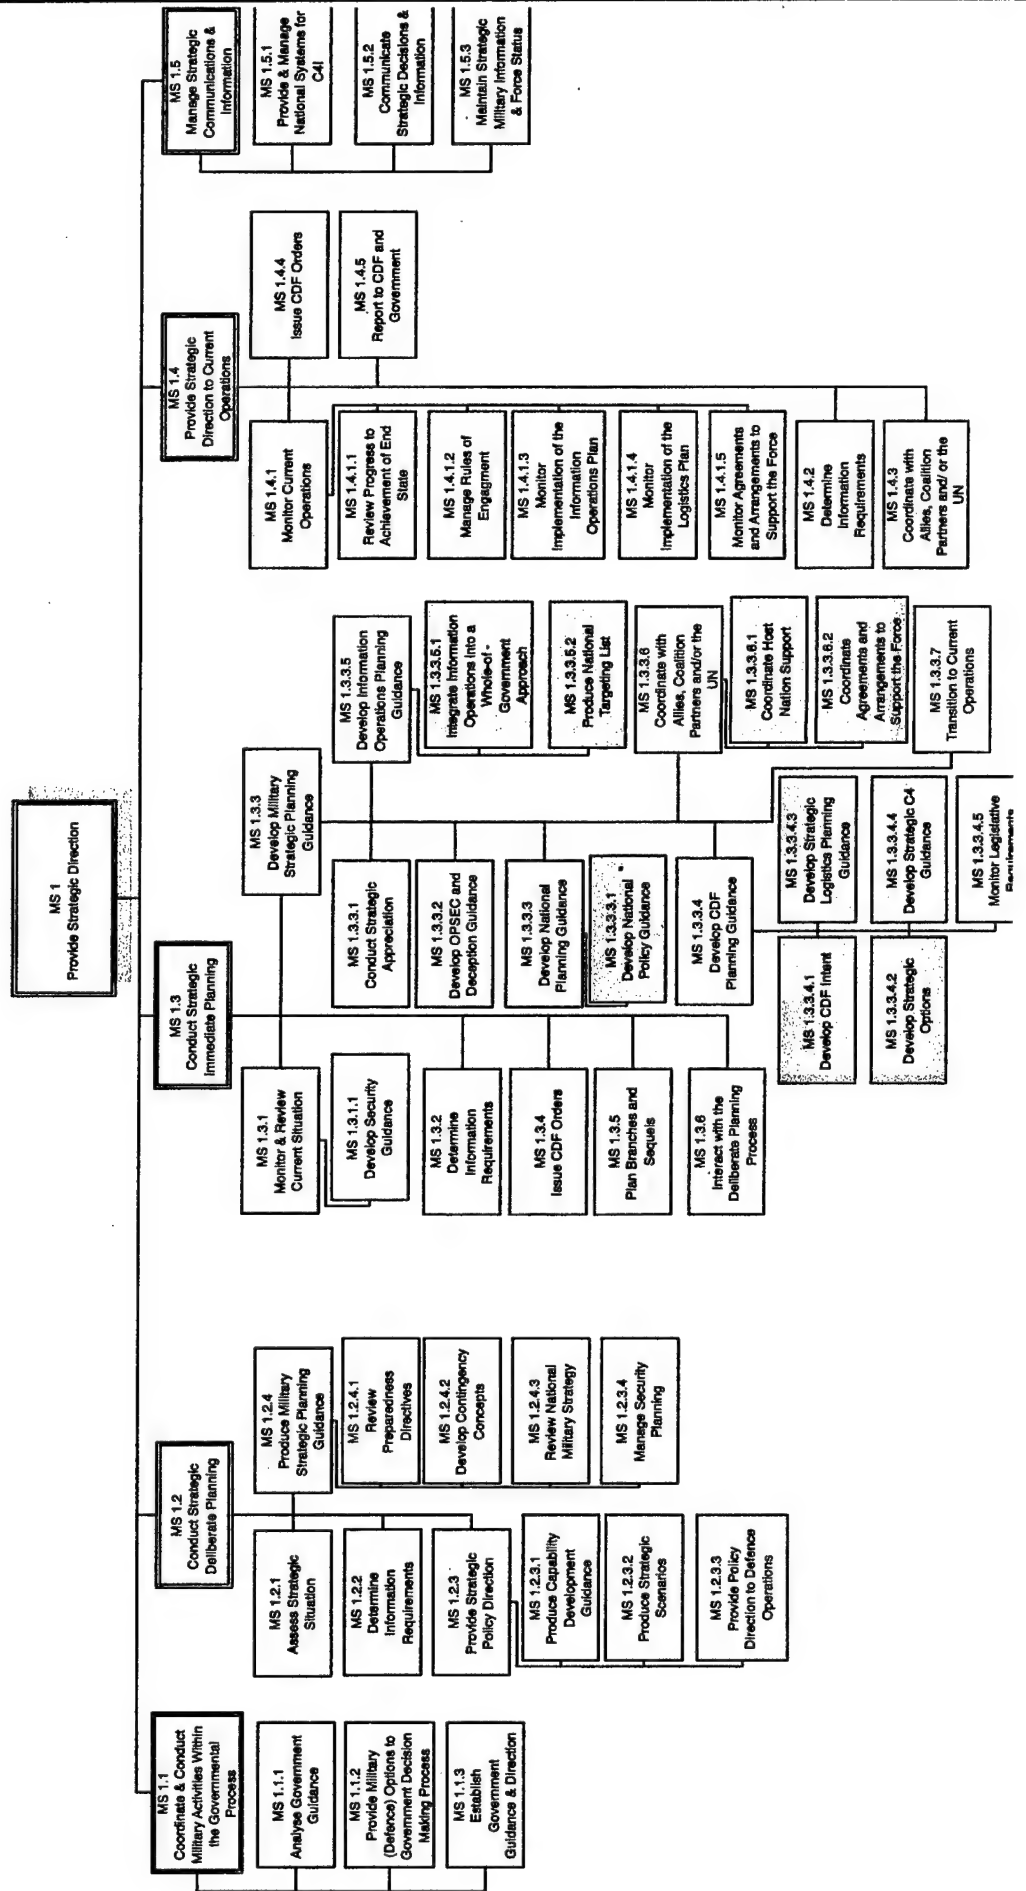 MS 1
Provide Strategic Direction
MS 1.1
Coordinate & Conduct
Military Activities Within
the Governmental
Process
MS 1.1.1
Analyse Government
Guidance
MS 1.1.2
Provide Military
(Defence) Options to
Government Decision
Making Process
MS 1.1.3
Establish
Government
Guidance & Direction
MS 1.2
Conduct Strategic
Deliberate Planning
MS 1.2.1
Assess Strategic
Situation
MS 1.2.2
Determine
Information
Requirements
MS 1.2.3
Provide Strategic
Policy Direction
MS 1.2.3.1
Produce Capability
Development
Guidance
MS 1.2.3.2
Produce Strategic
Scenarios
MS 1.2.3.3
Provide Policy
Direction to Defence
Operations
MS 1.2.4
Produce Military
Strategic Planning
Guidance
MS 1.2.4.1
Review
Preparedness
Directives
MS 1.2.4.2
Develop Contingency
Concepts
MS 1.2.4.3
Review National
Military Strategy
MS 1.2.3.4
Manage Security
Planning
MS 1.3
Conduct Strategic
Immediate Planning
MS 1.3.1
Monitor & Review
Current Situation
MS 1.3.1.1
Develop Security
Guidance
MS 1.3.2
Determine
Information
Requirements
MS 1.3.4
Issue CDF Orders
MS 1.3.5
Plan Branches and
Sequels
MS 1.3.6
Interact with the
Deliberate Planning
Process
MS 1.3.3
Develop Military
Strategic Planning
Guidance
MS 1.3.3.1
Conduct Strategic
Appreciation
MS 1.3.3.2
Develop OPSEC and
Deception Guidance
MS 1.3.3.3
Develop National
Planning Guidance
MS 1.3.3.3.1
Develop National
Policy Guidance
MS 1.3.3.4
Develop CDF
Planning Guidance
MS 1.3.3.4.1
Develop CDF Intent
MS 1.3.3.4.2
Develop Strategic
Options
MS 1.3.3.4.3
Develop Strategic
Logistics Planning
Guidance
MS 1.3.3.4.4
Develop Strategic C4
Guidance
MS 1.3.3.4.5
Monitor Legislative
Requirements
MS 1.3.3.5
Develop Information
Operations Planning
Guidance
MS 1.3.3.5.1
Integrate Information
Operations Into a
Whole-of -
Government
Approach
MS 1.3.3.5.2
Produce National
Targeting List
MS 1.3.3.6
Coordinate with
Allies, Coalition
Partners and/or the
UN
MS 1.3.3.6.1
Coordinate Host
Nation Support
MS 1.3.3.6.2
Coordinate
Agreements and
Arrangements to
Support the Force
MS 1.3.3.7
Transition to Current
Operations
MS 1.4
Provide Strategic
Direction to Current
Operations
MS 1.4.1
Monitor Current
Operations
MS 1.4.1.1
Review Progress to
Achievement of End
State
MS 1.4.1.2
Manage Rules of
Engagment
MS 1.4.1.3
Monitor
Implementation of the
Information
Operations Plan
MS 1.4.1.4
Monitor
Implementation of the
Logistics Plan
MS 1.4.1.5
Monitor Agreements
and Arrangements to
Support the Force
MS 1.4.2
Determine
Information
Requirements
MS 1.4.3
Coordinate with
Allies, Coalition
Partners and/or the
UN
MS 1.4.4
Issue CDF Orders
MS 1.4.5
Report to CDF and
Government
MS 1.5
Manage Strategic
Communications &
Information
MS 1.5.1
Provide & Manage
National Systems for
C4I
MS 1.5.2
Communicate
Strategic Decisions &
Information
MS 1.5.3
Maintain Strategic
Military Information
& Force Status